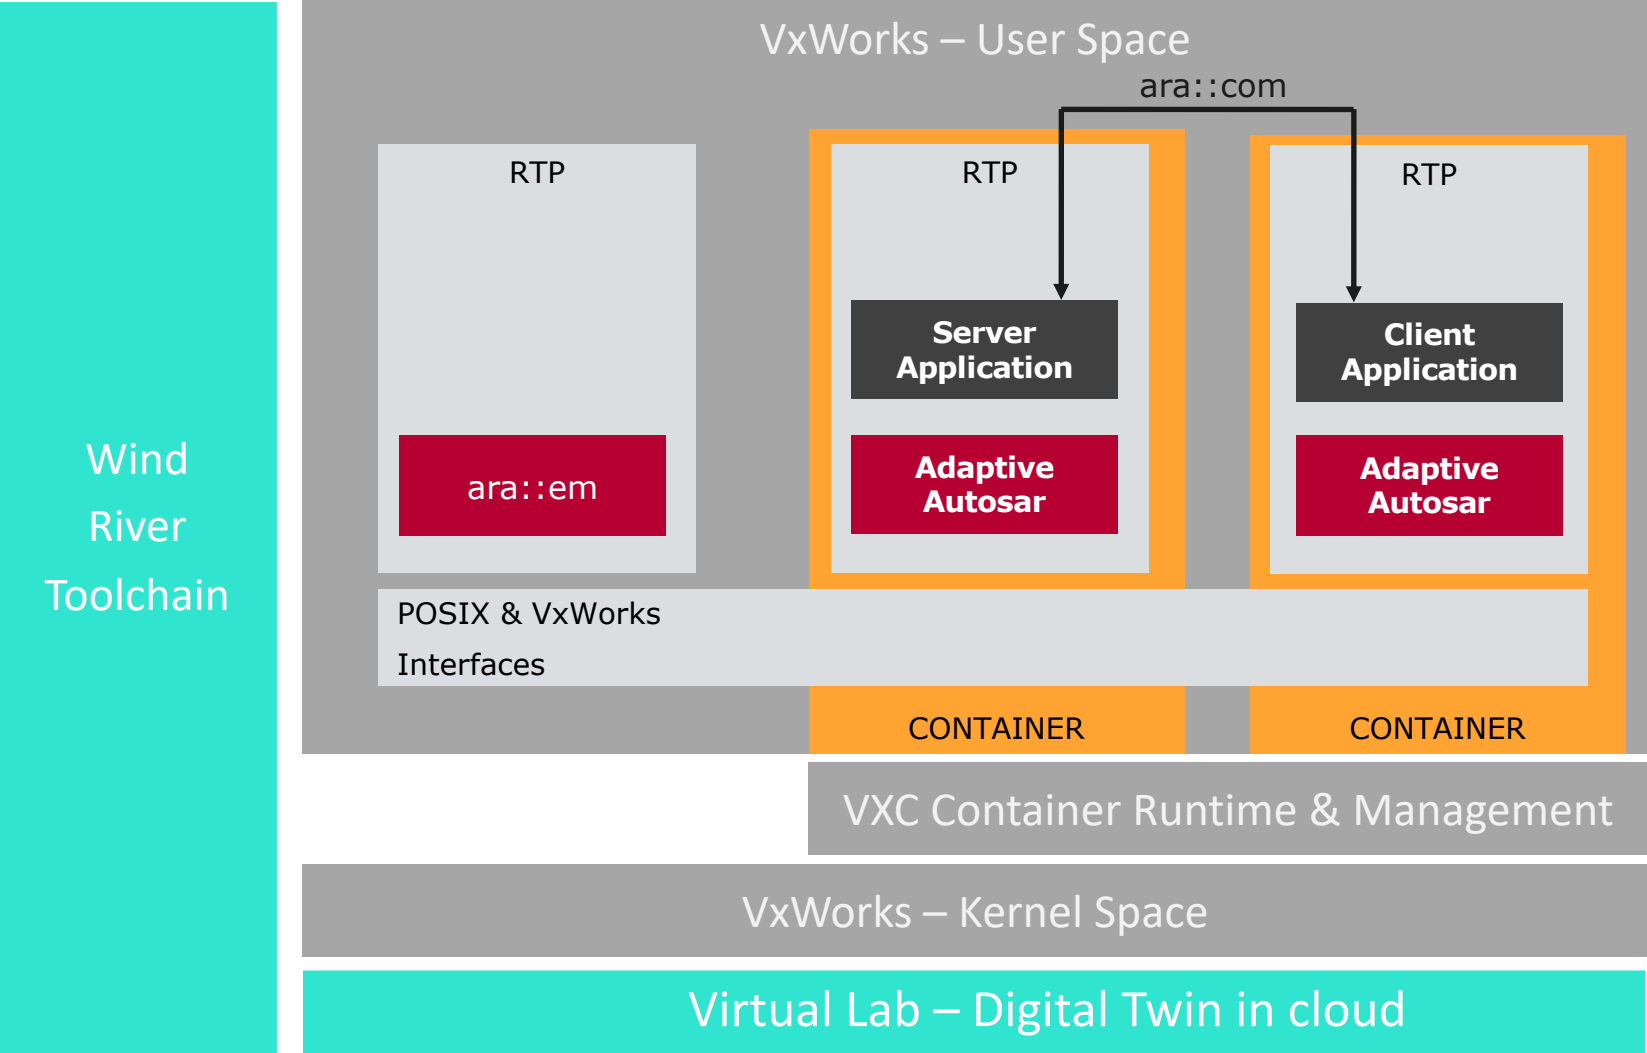 Wind
River
Toolchain
VxWorks – User Space
ara::com
RTP
ara::em
RTP
Server
Application
Adaptive
Autosar
RTP
Client
Application
Adaptive
Autosar
POSIX & VxWorks
Interfaces
CONTAINER
CONTAINER
VXC Container Runtime & Management
VxWorks – Kernel Space
Virtual Lab – Digital Twin in cloud